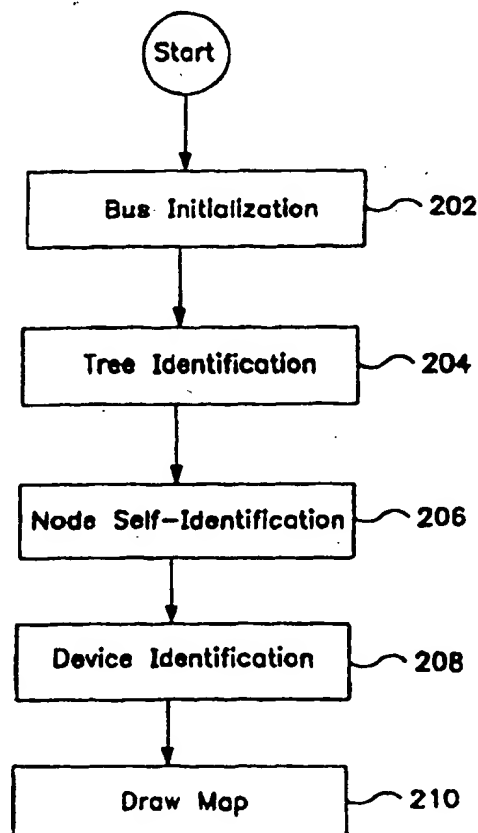 Start
Bus Initialization 202
Tree Identification 204
Node Self-Identification 206
Device Identification 208
Draw Map 210